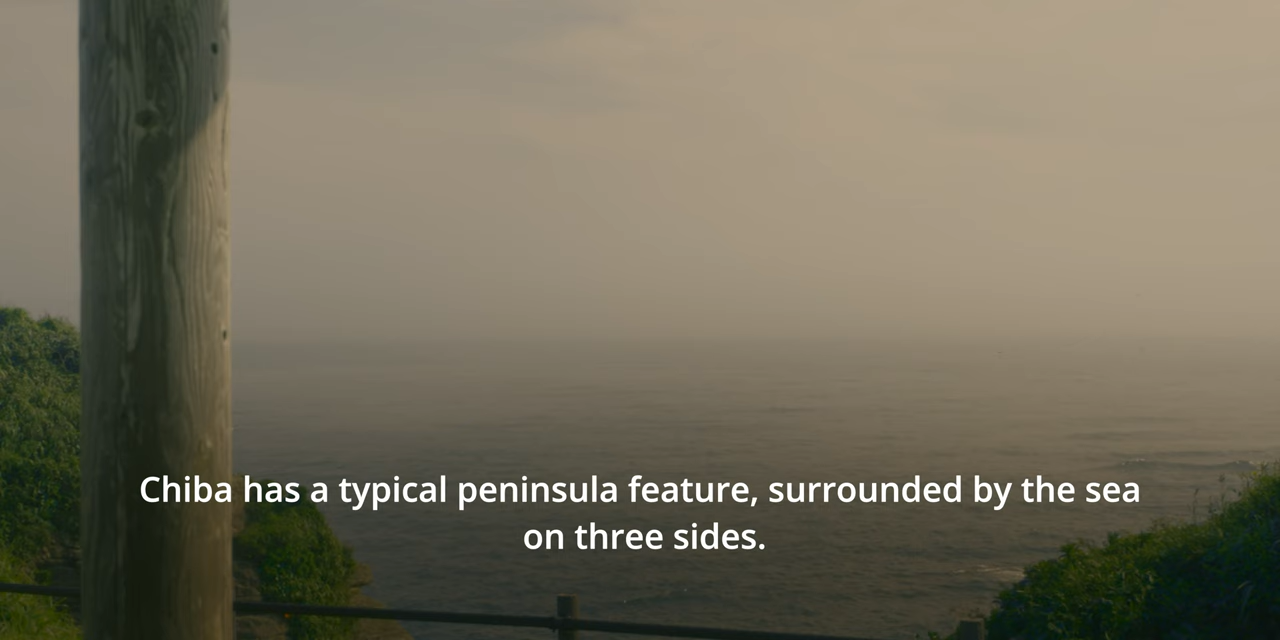 Chiba has a typical peninsula feature, surrounded by the sea
on three sides.